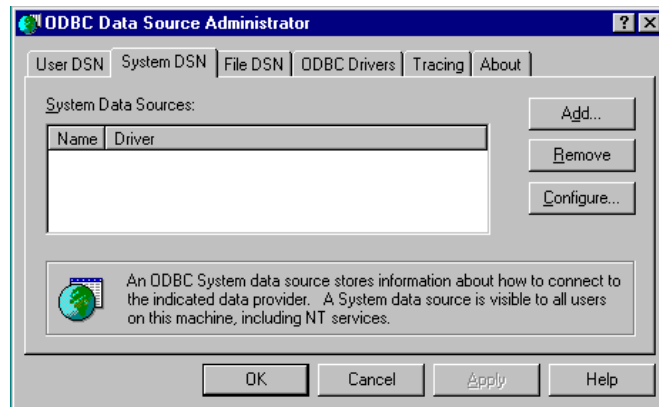 ODBC Data Source Administrator
User DSN System DSN File DSN ODBC Drivers Tracing About
System Data Sources:
Name Driver
Add...
Remove
Configure...
An ODBC System data source stores information about how to connect to
the indicated data provider. A System data source is visible to all users
on this machine, including NT services.
OK Cancel Apply Help